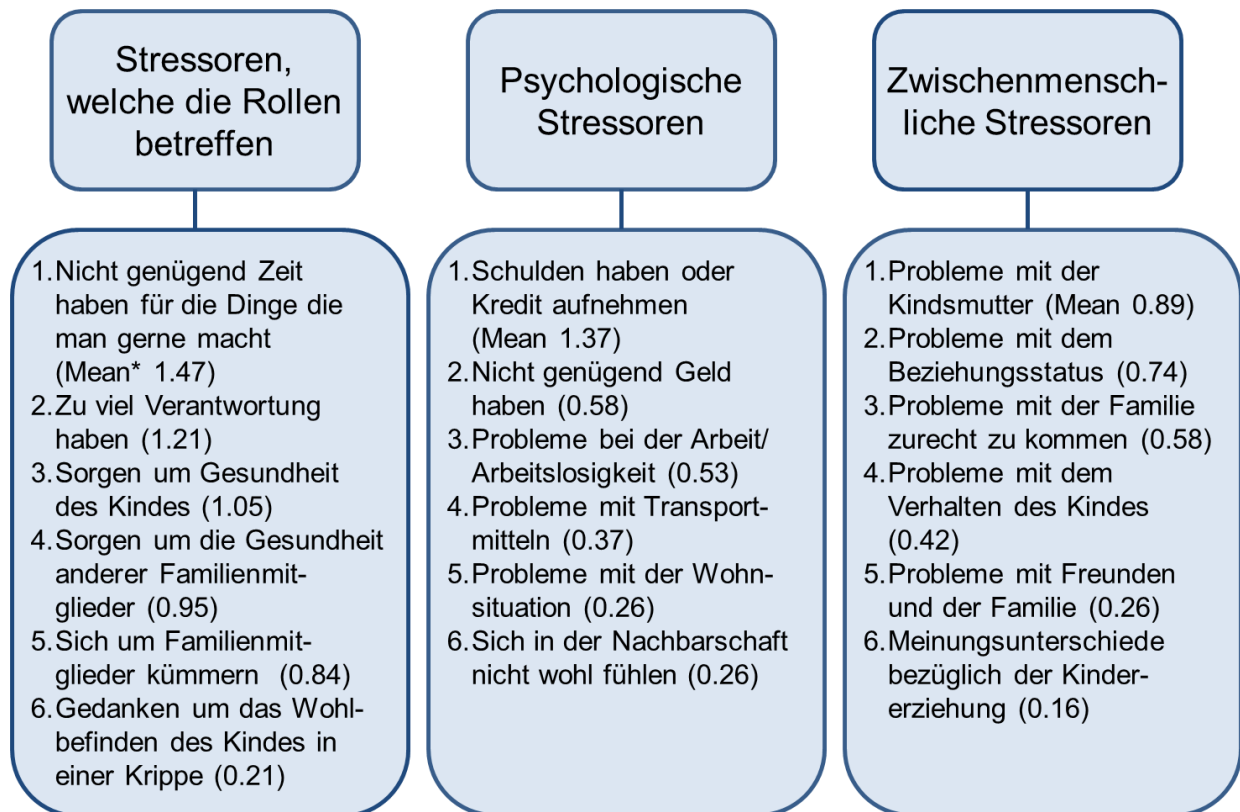 Stressoren,
welche die Rollen
betreffen
1.Nicht genügend Zeit
haben für die Dinge die
man gerne macht
(Mean* 1.47)
2.Zu viel Verantwortung
haben (1.21)
3.Sorgen um Gesundheit
des Kindes (1.05)
4.Sorgen um die Gesundheit
anderer Familienmit-
glieder (0.95)
5.Sich um Familienmit-
glieder kümmern (0.84)
6.Gedanken um das Wohl-
befinden des Kindes in
einer Krippe (0.21)
Psychologische
Stressoren
1.Schulden haben oder
Kredit aufnehmen
(Mean 1.37)
2.Nicht genügend Geld
haben (0.58)
3.Probleme bei der Arbeit/
Arbeitslosigkeit (0.53)
4.Probleme mit Transport-
mitteln (0.37)
5.Probleme mit der Wohn-
situation (0.26)
6.Sich in der Nachbarschaft
nicht wohl fühlen (0.26)
Zwischenmensch-
liche Stressoren
1.Probleme mit der
Kindsmutter (Mean 0.89)
2.Probleme mit dem
Beziehungsstatus (0.74)
3.Probleme mit der Familie
zurecht zu kommen (0.58)
4.Probleme mit dem
Verhalten des Kindes
(0.42)
5.Probleme mit Freunden
und der Familie (0.26)
6.Meinungsunterschiede
bezüglich der Kinder-
erziehung (0.16)